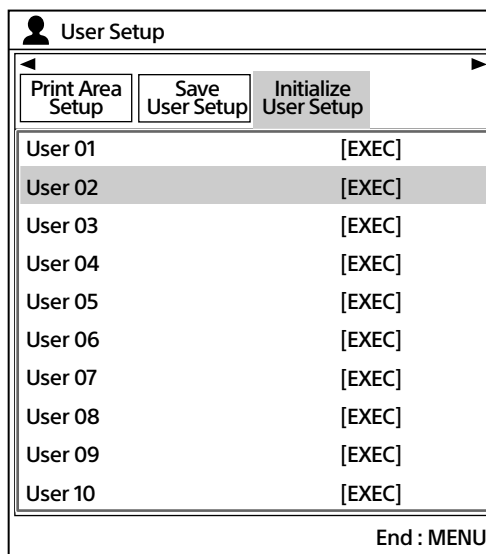 User Setup
Print Area Setup
Save User Setup
Initialize User Setup
User 01 [EXEC]
User 02 [EXEC]
User 03 [EXEC]
User 04 [EXEC]
User 05 [EXEC]
User 06 [EXEC]
User 07 [EXEC]
User 08 [EXEC]
User 09 [EXEC]
User 10 [EXEC]
End : MENU